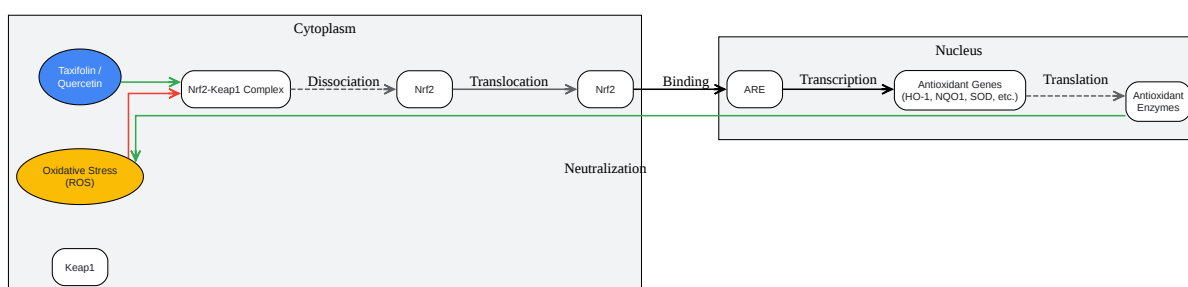 Cytoplasm
Nucleus
Taxifolin /
Quercetin
Nrf2-Keap1 Complex
Dissociation
Nrf2
Translocation
Nrf2
Binding
ARE
Transcription
Antioxidant Genes
(HO-1, NQO1, SOD, etc.)
Translation
Antioxidant
Enzymes
Oxidative Stress
(ROS)
Neutralization
Keap1